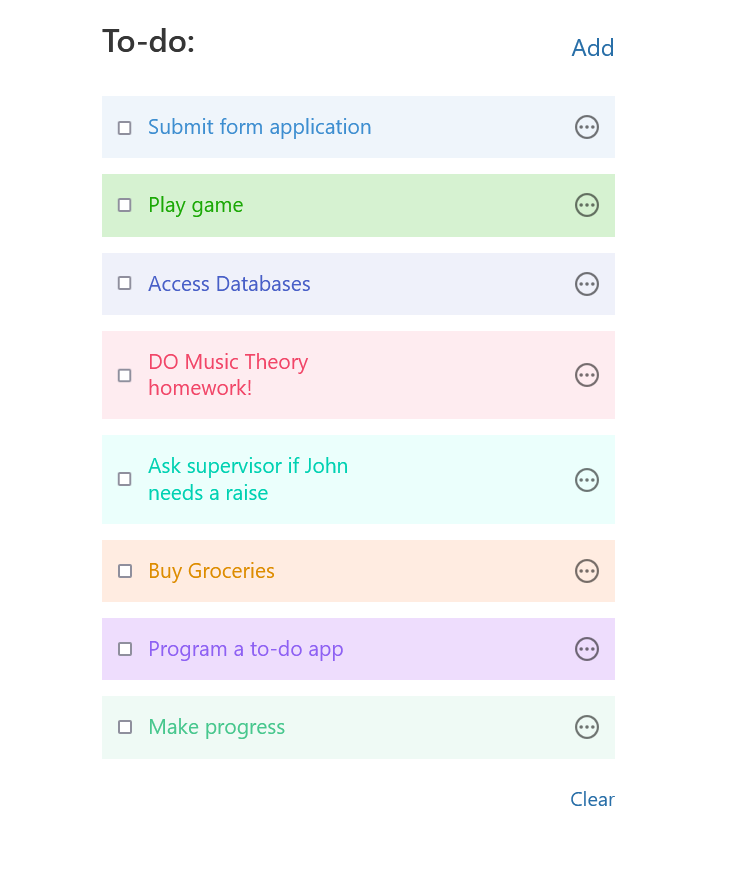 To-do:
Add
Submit form application
Play game
Access Databases
DO Music Theory
homework!
Ask supervisor if John
needs a raise
Buy Groceries
Program a to-do app
Make progress
Clear